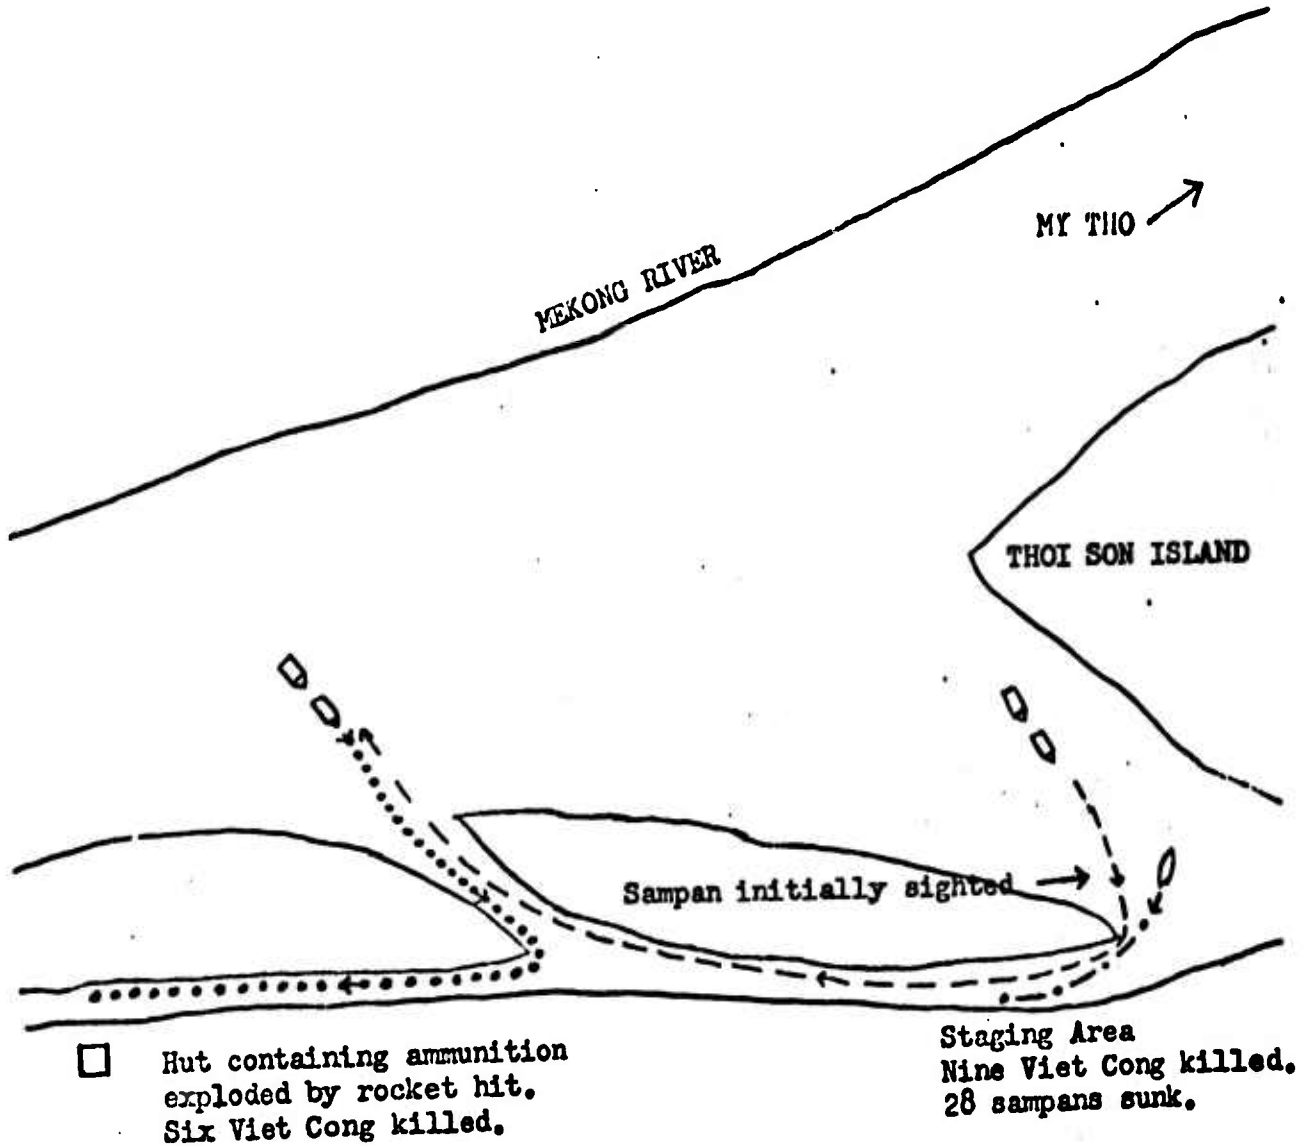 MY THO
MEKONG RIVER
THOI SON ISLAND
Sampan initially sighted
Staging Area
Nine Viet Cong killed.
28 sampans sunk.
Hut containing ammunition
exploded by rocket hit.
Six Viet Cong killed.